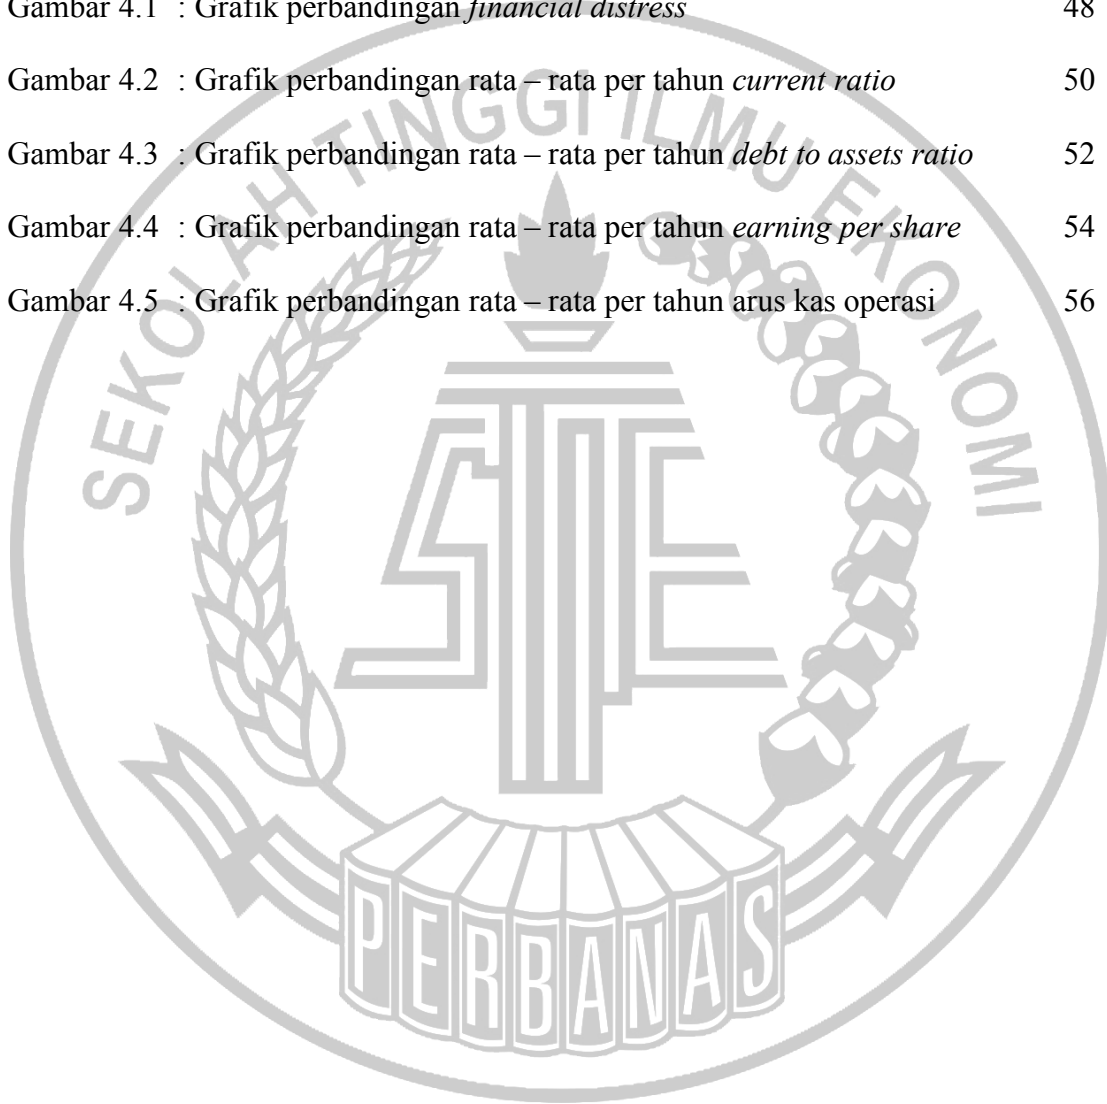 Gambar 4.1 : Grafik perbandingan financial distress 48
Gambar 4.2 : Grafik perbandingan rata – rata per tahun current ratio 50
Gambar 4.3 : Grafik perbandingan rata – rata per tahun debt to assets ratio 52
Gambar 4.4 : Grafik perbandingan rata – rata per tahun earning per share 54
Gambar 4.5 : Grafik perbandingan rata – rata per tahun arus kas operasi 56
SEKOLAH TINGGI ILMU EKONOMI
STIE
PERBANAS